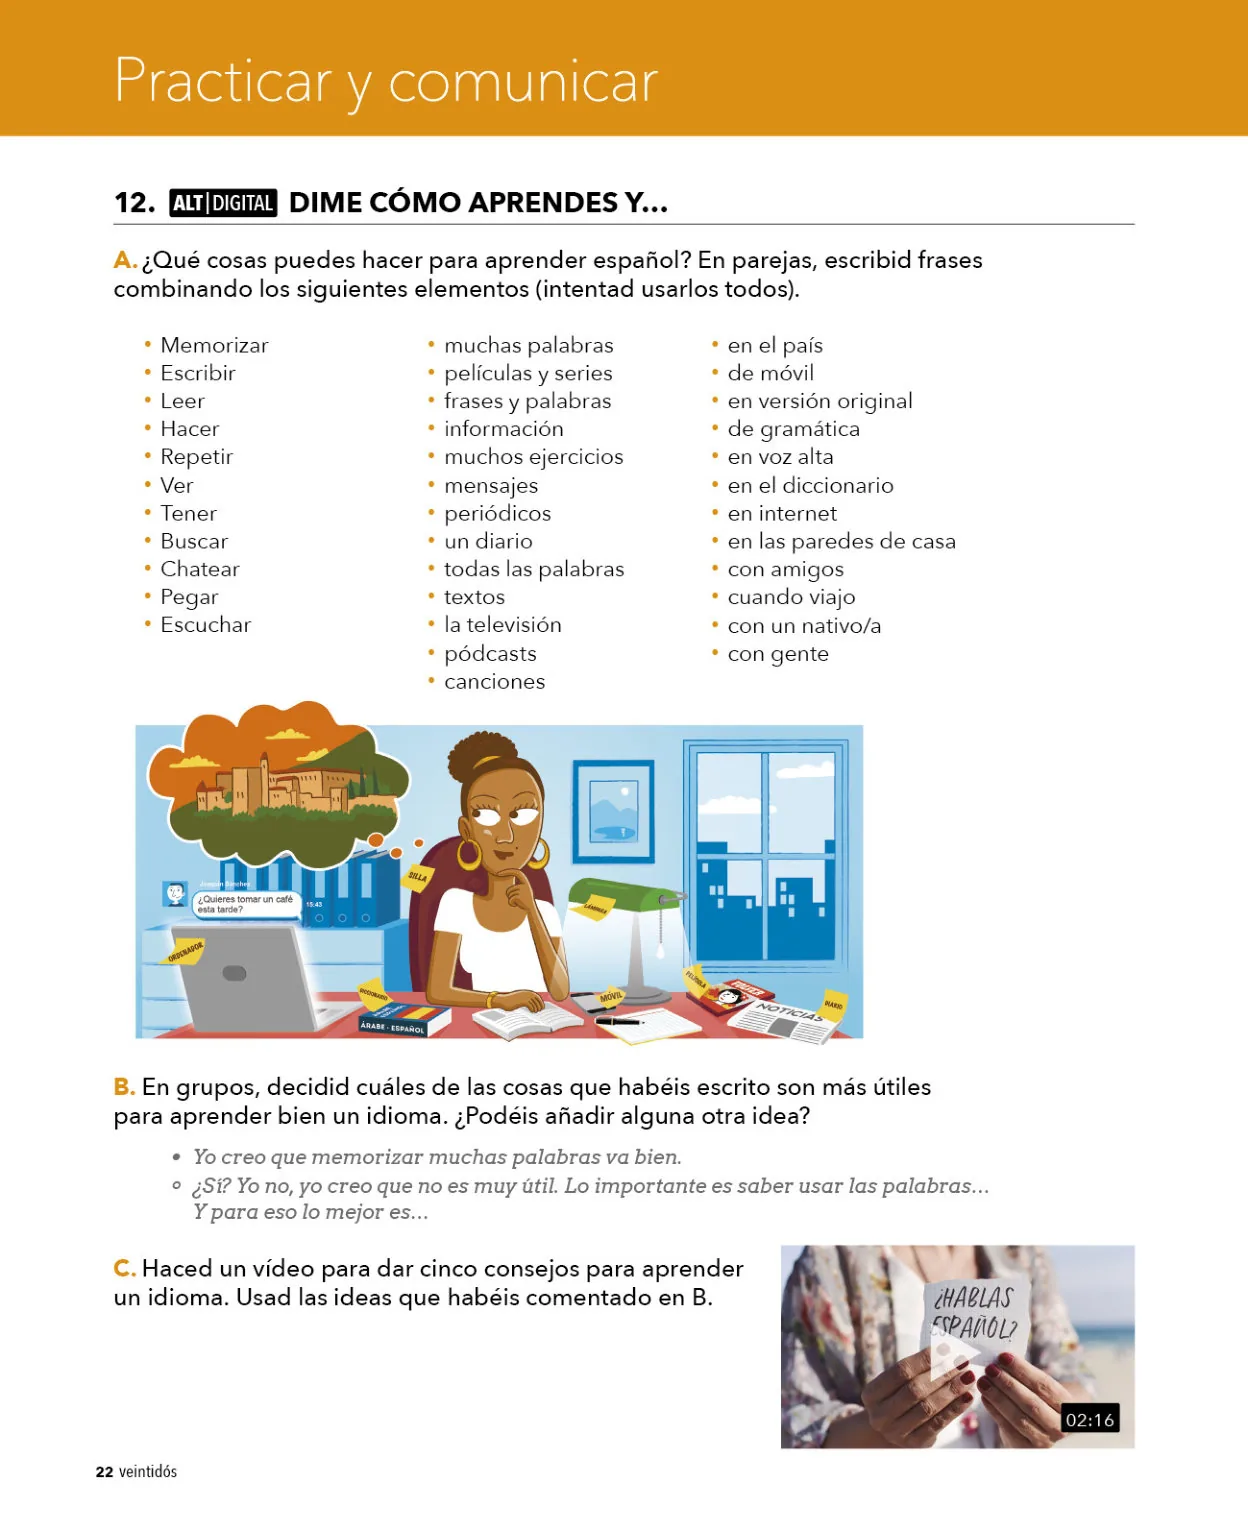 Practicar y comunicar
12. ALT|DIGITAL DIME CÓMO APRENDES Y...
A. ¿Qué cosas puedes hacer para aprender español? En parejas, escribid frases
combinando los siguientes elementos (intentad usarlos todos).
• Memorizar
• Escribir
• Leer
• Hacer
• Repetir
• Ver
• Tener
• Buscar
• Chatear
• Pegar
• Escuchar
• muchas palabras
• películas y series
• frases y palabras
• información
• muchos ejercicios
• mensajes
• periódicos
• un diario
• todas las palabras
• textos
• la televisión
• pódcasts
• canciones
• en el país
• de móvil
• en versión original
• de gramática
• en voz alta
• en el diccionario
• en internet
• en las paredes de casa
• con amigos
• cuando viajo
• con un nativo/a
• con gente
Joaquín Sánchez
¿Quieres tomar un café
esta tarde?
15:43
SILLA
LÁMPARA
ORDENADOR
DICCIONARIO
ÁRABE - ESPAÑOL
MÓVIL
PELÍCULA
VOLVER
NOTICIAS
DIARIO
B. En grupos, decidid cuáles de las cosas que habéis escrito son más útiles
para aprender bien un idioma. ¿Podéis añadir alguna otra idea?
• Yo creo que memorizar muchas palabras va bien.
○ ¿Sí? Yo no, yo creo que no es muy útil. Lo importante es saber usar las palabras...
Y para eso lo mejor es...
C. Haced un vídeo para dar cinco consejos para aprender
un idioma. Usad las ideas que habéis comentado en B.
¿HABLAS
ESPAÑOL?
02:16
22 veintidós